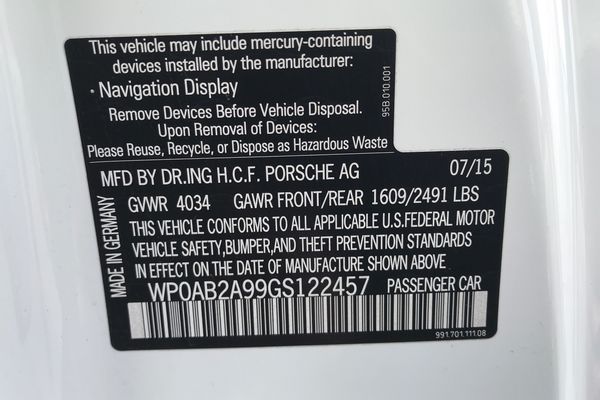 This vehicle may include mercury-containing
devices installed by the manufacturer:
· Navigation Display
Remove Devices Before Vehicle Disposal.
Upon Removal of Devices:
Please Reuse, Recycle, or Dispose as Hazardous Waste
95B.010.001
MADE IN GERMANY
MFD BY DR.ING H.C.F. PORSCHE AG 07/15
GVWR 4034 GAWR FRONT/REAR 1609/2491 LBS
THIS VEHICLE CONFORMS TO ALL APPLICABLE U.S.FEDERAL MOTOR
VEHICLE SAFETY,BUMPER,AND THEFT PREVENTION STANDARDS
IN EFFECT ON THE DATE OF MANUFACTURE SHOWN ABOVE
WP0AB2A99GS122457 PASSENGER CAR
991.701.111.08